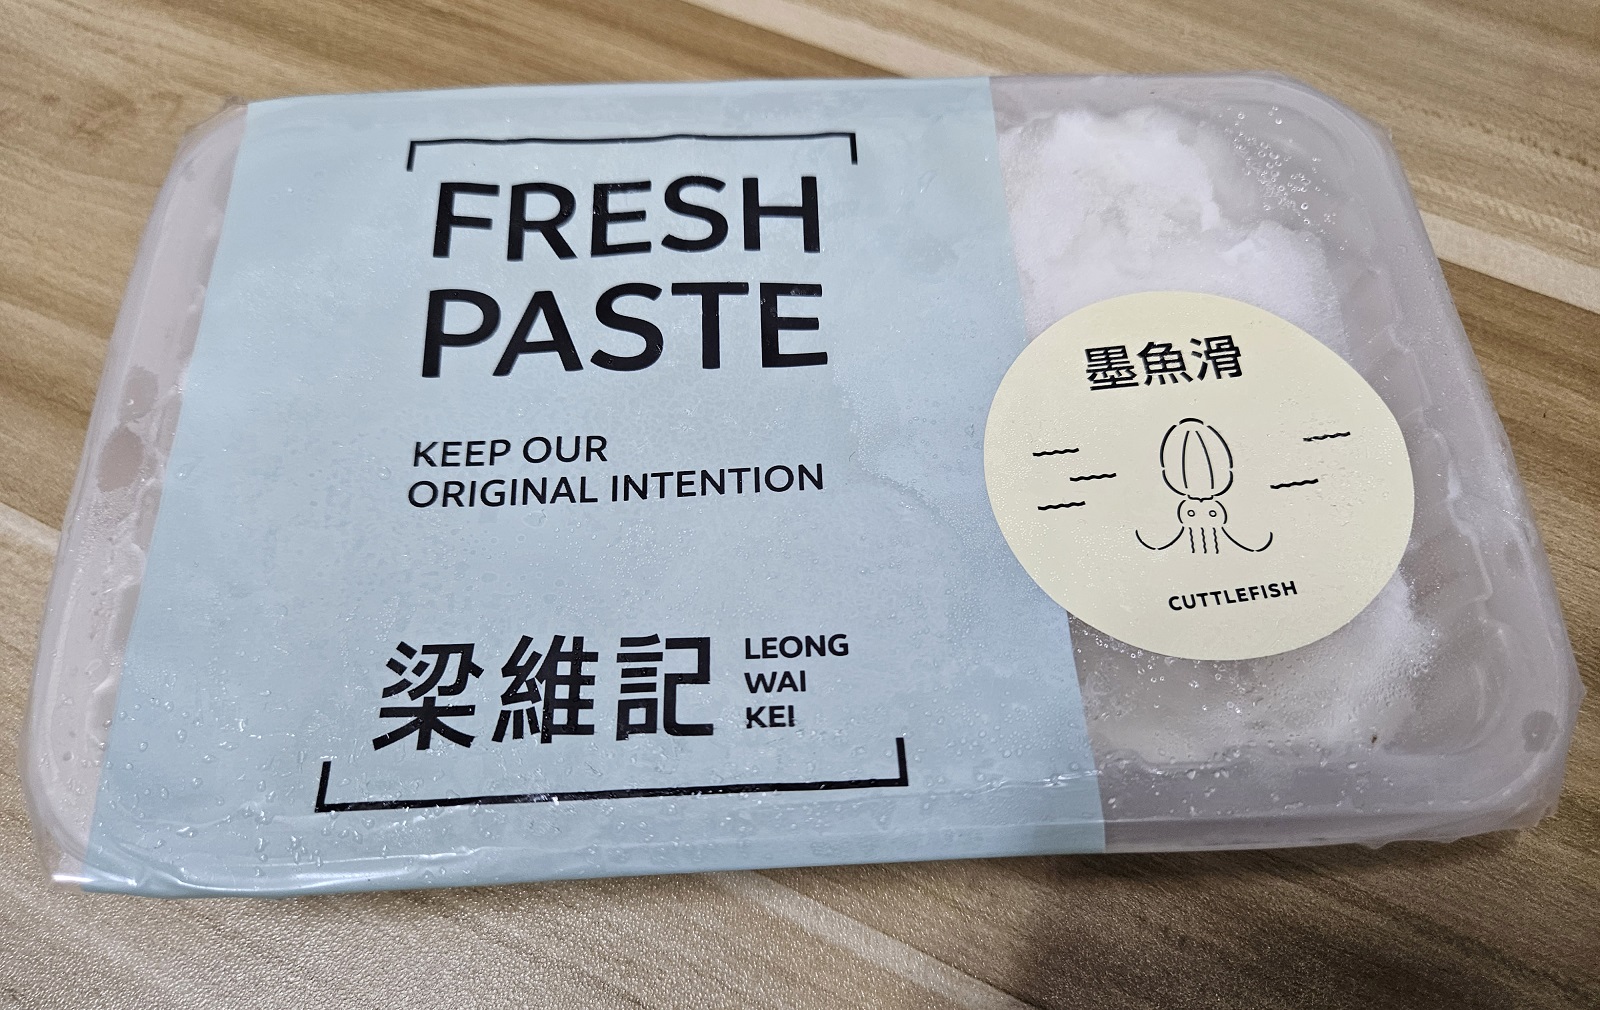 FRESH
PASTE
KEEP OUR
ORIGINAL INTENTION
梁維記
LEONG
WAI
KEI
墨魚滑
CUTTLEFISH